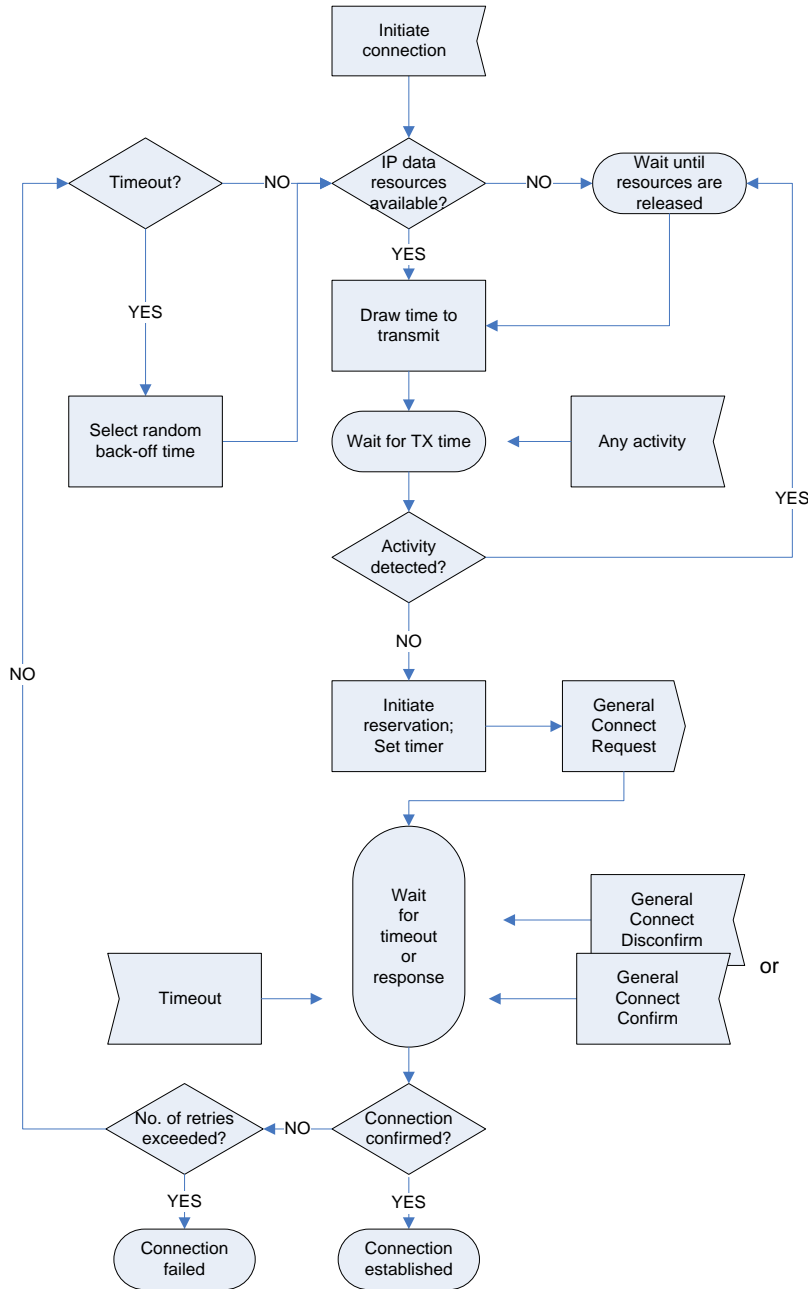 Initiate
connection
Timeout?
NO
IP data
resources
available?
NO
Wait until
resources are
released
YES
YES
Draw time to
transmit
Select random
back-off time
Wait for TX time
Any activity
YES
Activity
detected?
NO
NO
Initiate
reservation;
Set timer
General
Connect
Request
Wait
for
timeout
or
response
General
Connect
Disconfirm
or
Timeout
General
Connect
Confirm
No. of retries
exceeded?
NO
Connection
confirmed?
YES
YES
Connection
failed
Connection
established